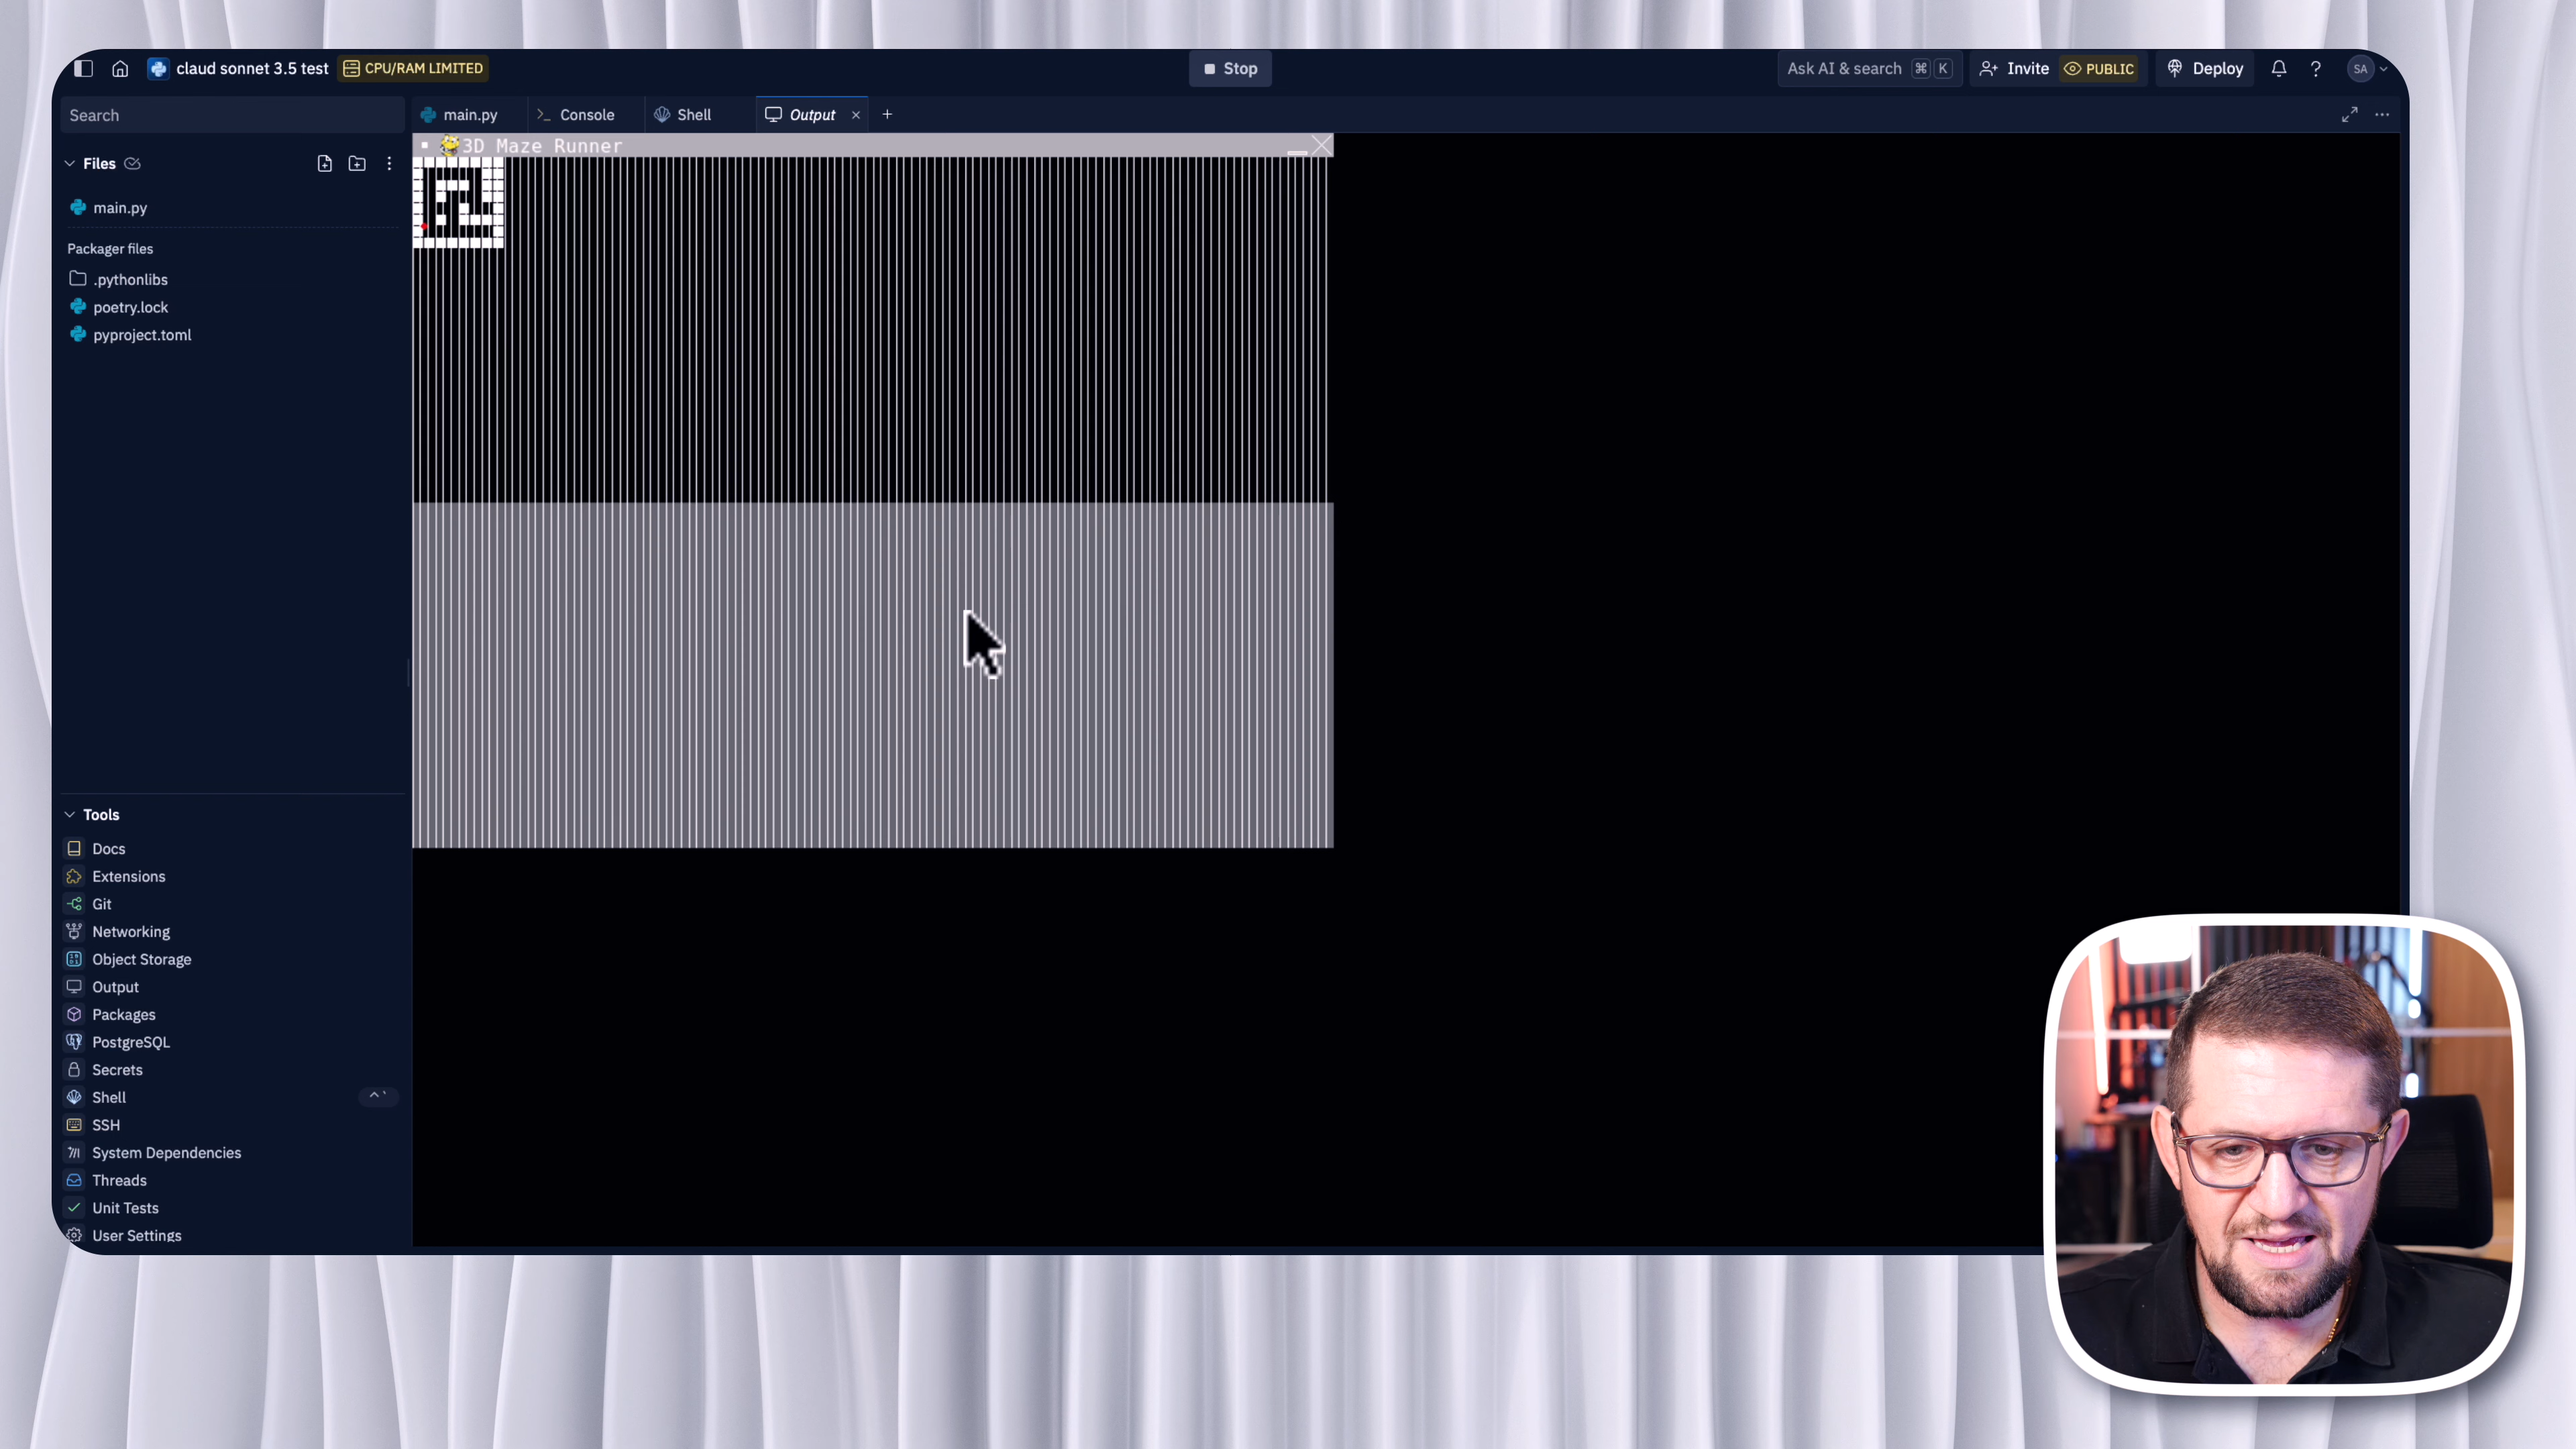 claud sonnet 3.5 test CPU/RAM LIMITED Stop Ask AI & search ⌘ K Invite PUBLIC Deploy ? SA
Search main.py Console Shell Output × +
3D Maze Runner
Files
main.py
Packager files
.pythonlibs
poetry.lock
pyproject.toml
Tools
Docs
Extensions
Git
Networking
Object Storage
Output
Packages
PostgreSQL
Secrets
Shell ^ `
SSH
System Dependencies
Threads
Unit Tests
User Settings